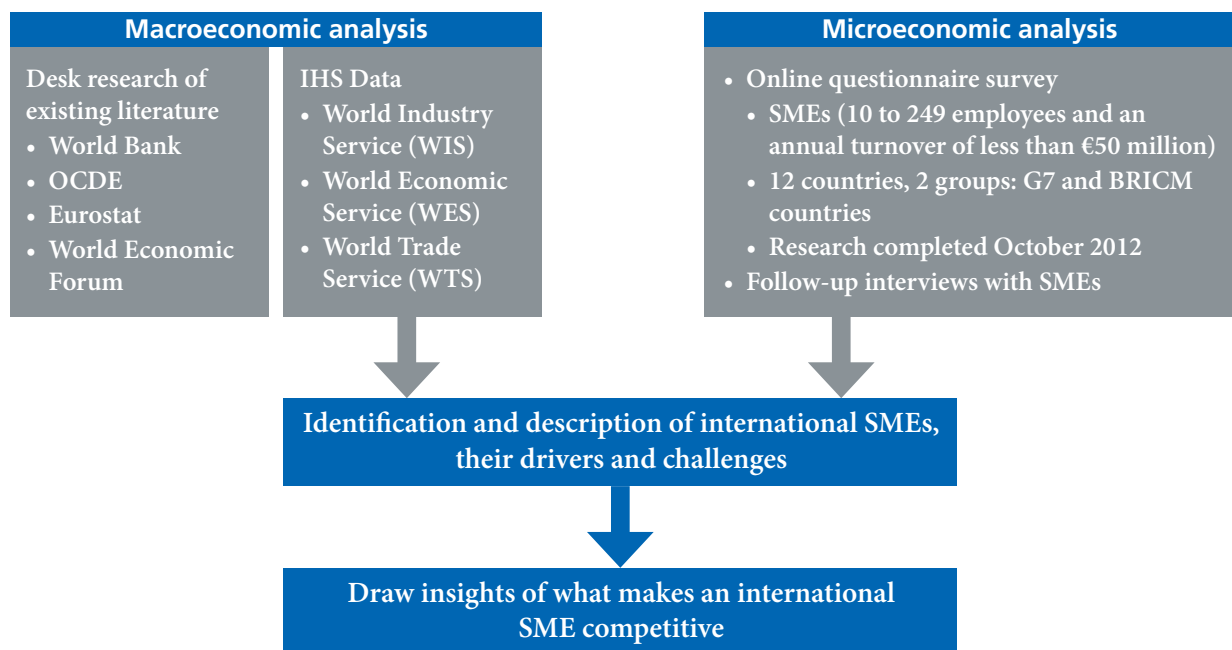 Macroeconomic analysis
Desk research of
existing literature
• World Bank
• OCDE
• Eurostat
• World Economic
Forum
IHS Data
• World Industry
Service (WIS)
• World Economic
Service (WES)
• World Trade
Service (WTS)
Microeconomic analysis
• Online questionnaire survey
• SMEs (10 to 249 employees and an
annual turnover of less than €50 million)
• 12 countries, 2 groups: G7 and BRICM
countries
• Research completed October 2012
• Follow-up interviews with SMEs
Identification and description of international SMEs,
their drivers and challenges
Draw insights of what makes an international
SME competitive